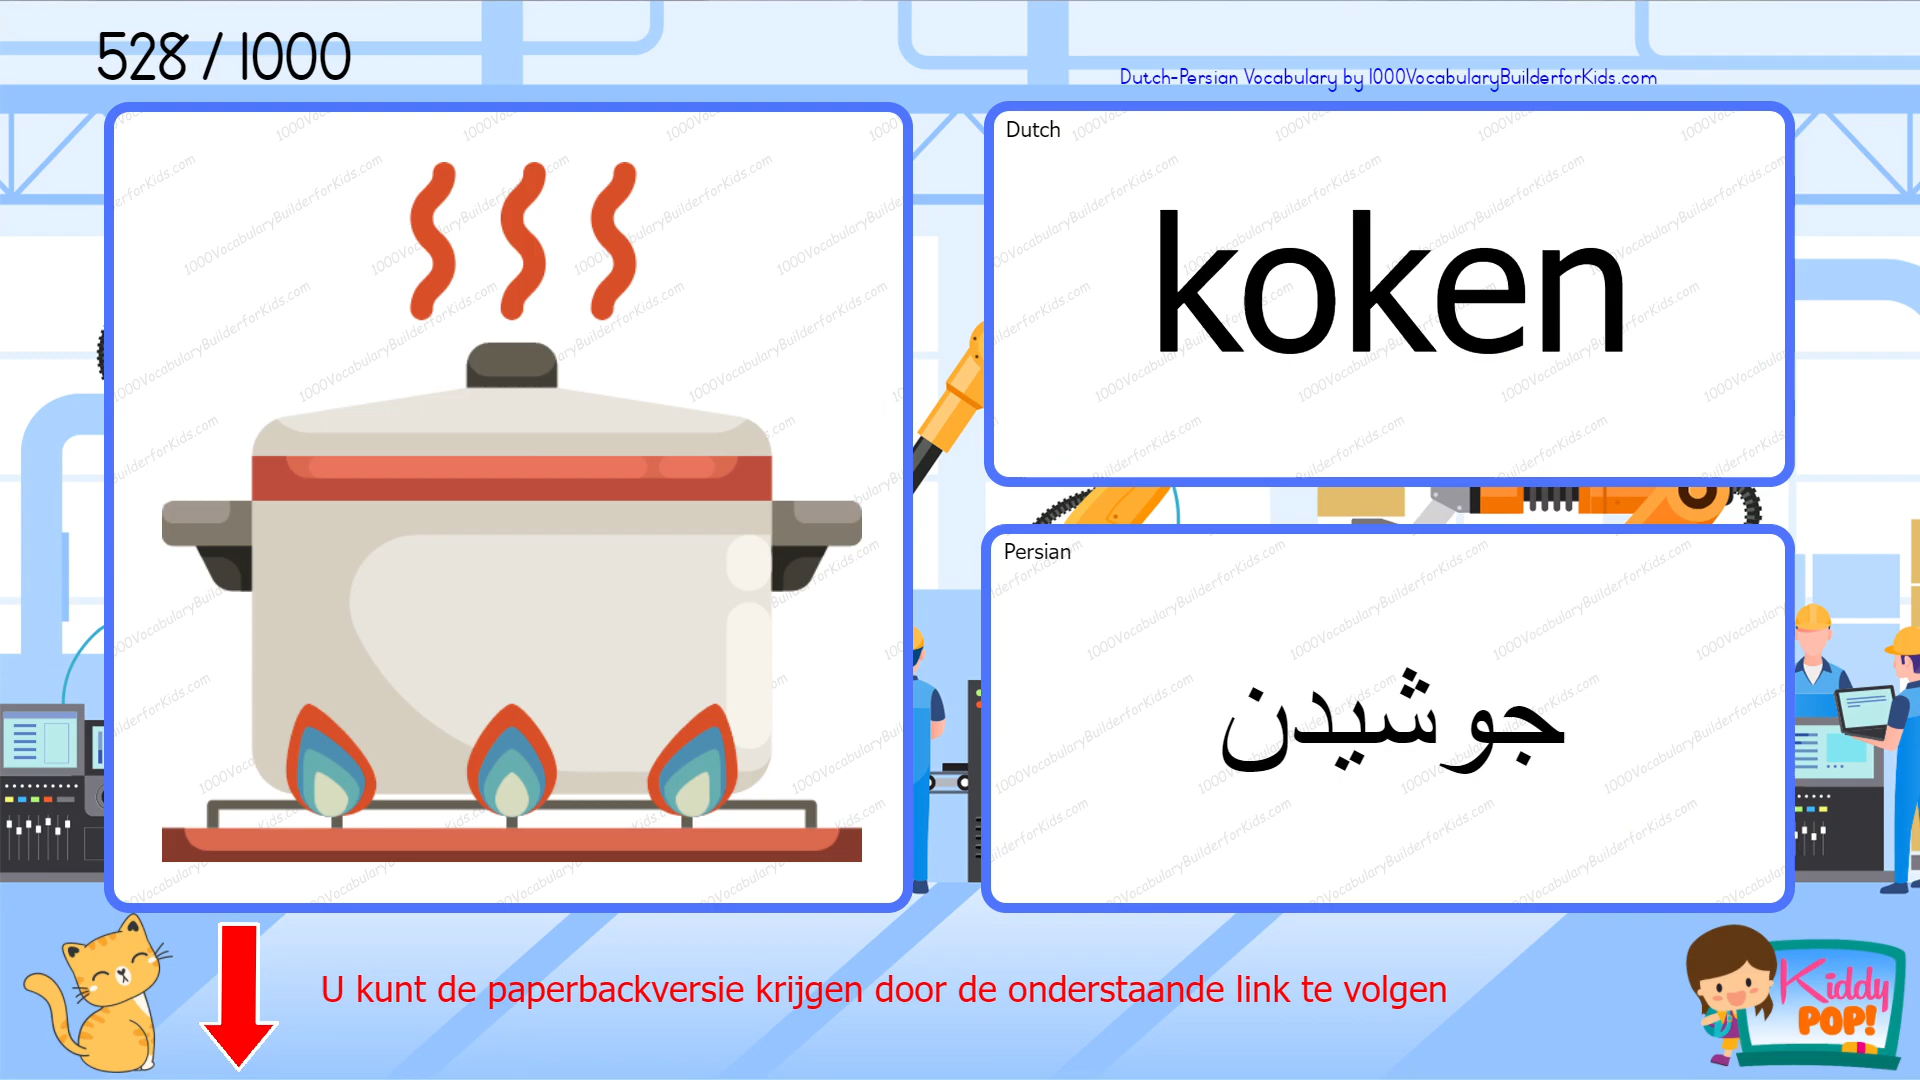 528 / 1000
Dutch-Persian Vocabulary by 1000VocabularyBuilderforKids.com
Dutch
koken
Persian
جوشیدن
U kunt de paperbackversie krijgen door de onderstaande link te volgen
Kiddy
POP!